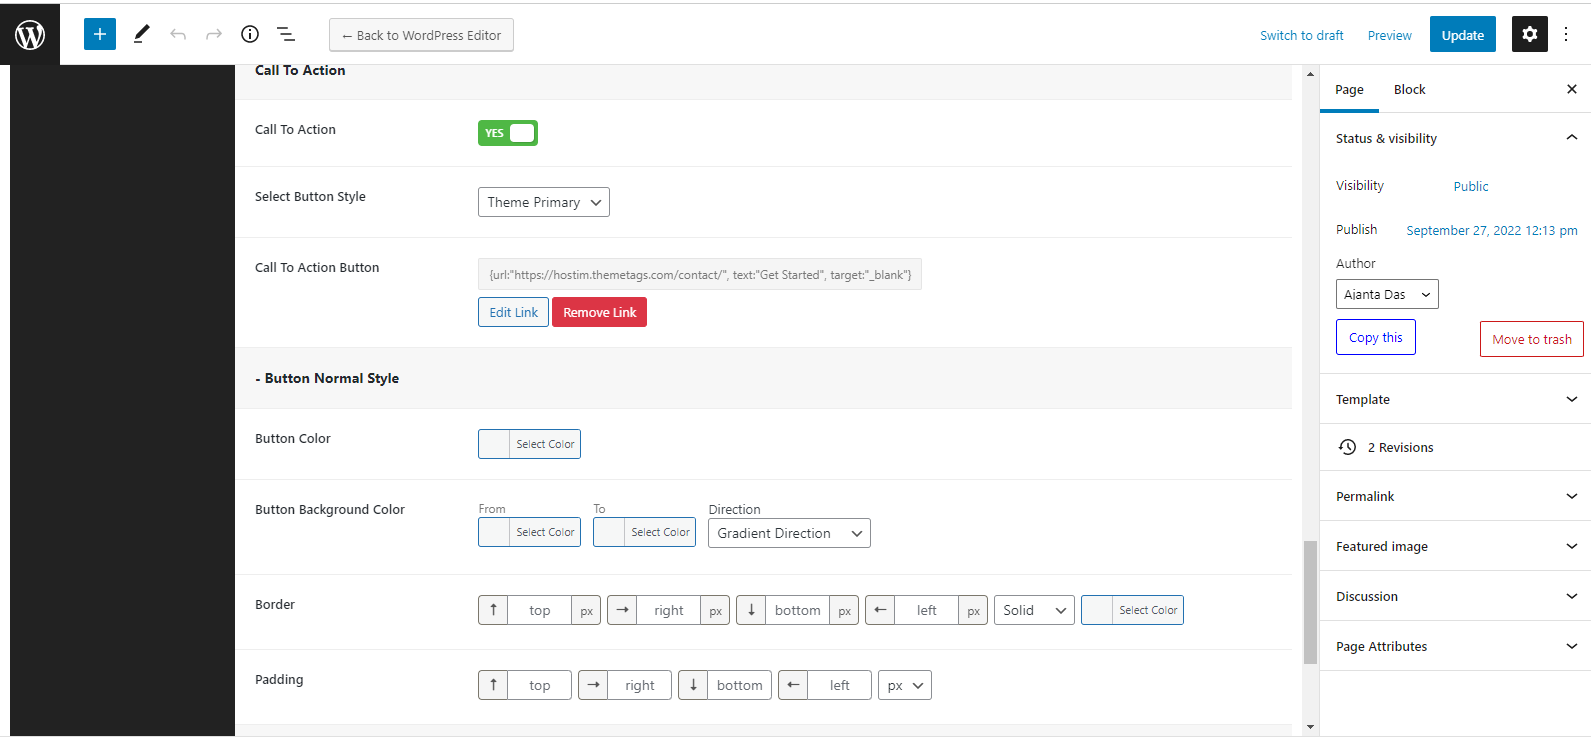 ← Back to WordPress Editor
Switch to draft
Preview
Update
Call To Action
Call To Action
YES
Select Button Style
Theme Primary
Call To Action Button
{url:"https://hostim.themetags.com/contact/", text:"Get Started", target:"_blank"}
Edit Link
Remove Link
- Button Normal Style
Button Color
Select Color
Button Background Color
From
To
Direction
Select Color
Select Color
Gradient Direction
Border
↑ top px
→ right px
↓ bottom px
← left px
Solid
Select Color
Padding
↑ top
→ right
↓ bottom
← left
px
Page
Block
Status & visibility
Visibility
Public
Publish
September 27, 2022 12:13 pm
Author
Ajanta Das
Copy this
Move to trash
Template
2 Revisions
Permalink
Featured image
Discussion
Page Attributes